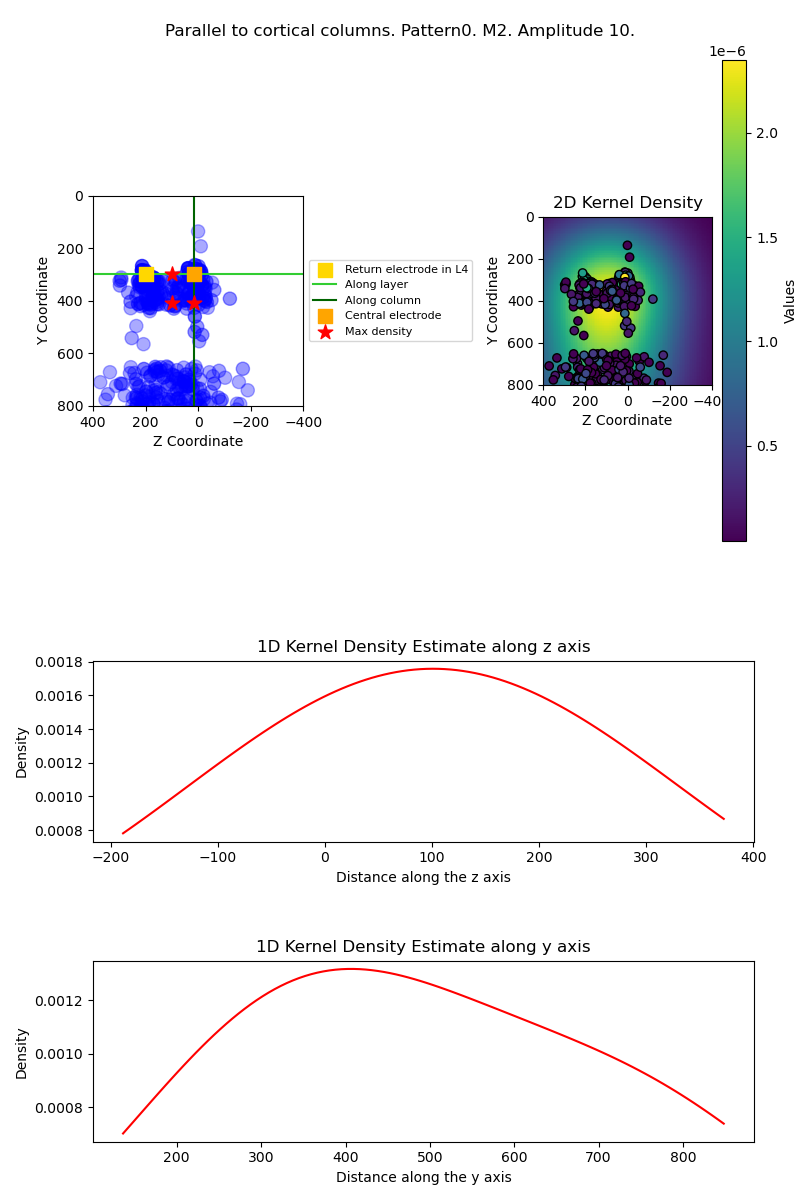 Parallel to cortical columns. Pattern0. M2. Amplitude 10.
1e−6
2.0
1.5
1.0
0.5
Values
0
200
400
600
800
400
200
0
−200
−400
Y Coordinate
Z Coordinate
Return electrode in L4
Along layer
Along column
Central electrode
Max density
2D Kernel Density
0
200
400
600
800
400
200
0
−200
−40
Y Coordinate
Z Coordinate
1D Kernel Density Estimate along z axis
0.0018
0.0016
0.0014
0.0012
0.0010
0.0008
Density
−200
−100
0
100
200
300
400
Distance along the z axis
1D Kernel Density Estimate along y axis
0.0012
0.0010
0.0008
Density
200
300
400
500
600
700
800
Distance along the y axis